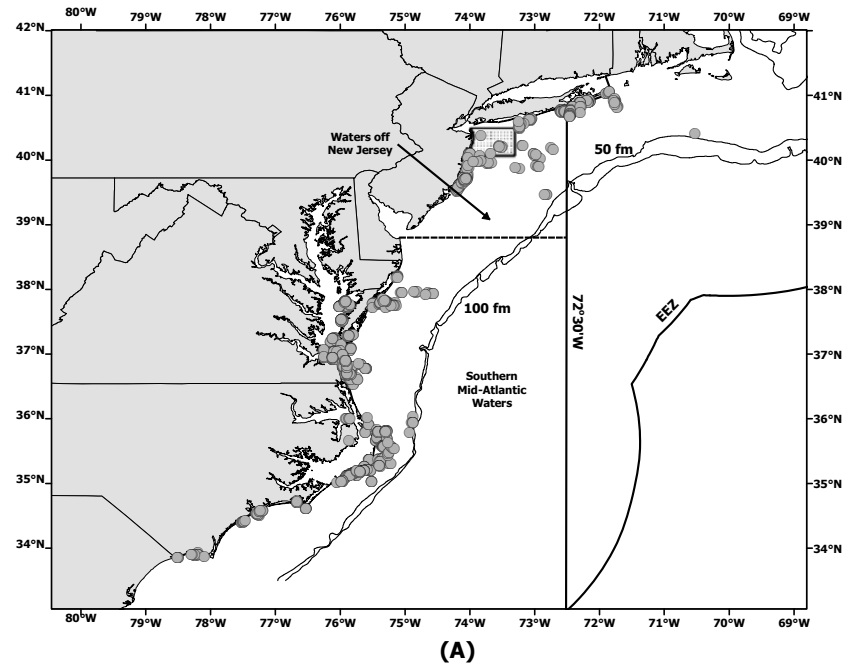 80°W 79°W 78°W 77°W 76°W 75°W 74°W 73°W 72°W 71°W 70°W 69°W
42°N 42°N
41°N 41°N
Waters off
New Jersey
50 fm
40°N 40°N
39°N 39°N
38°N 38°N
100 fm
72°30'W
EEZ
37°N 37°N
Southern
Mid-Atlantic
Waters
36°N 36°N
35°N 35°N
34°N 34°N
80°W 79°W 78°W 77°W 76°W 75°W 74°W 73°W 72°W 71°W 70°W 69°W
(A)